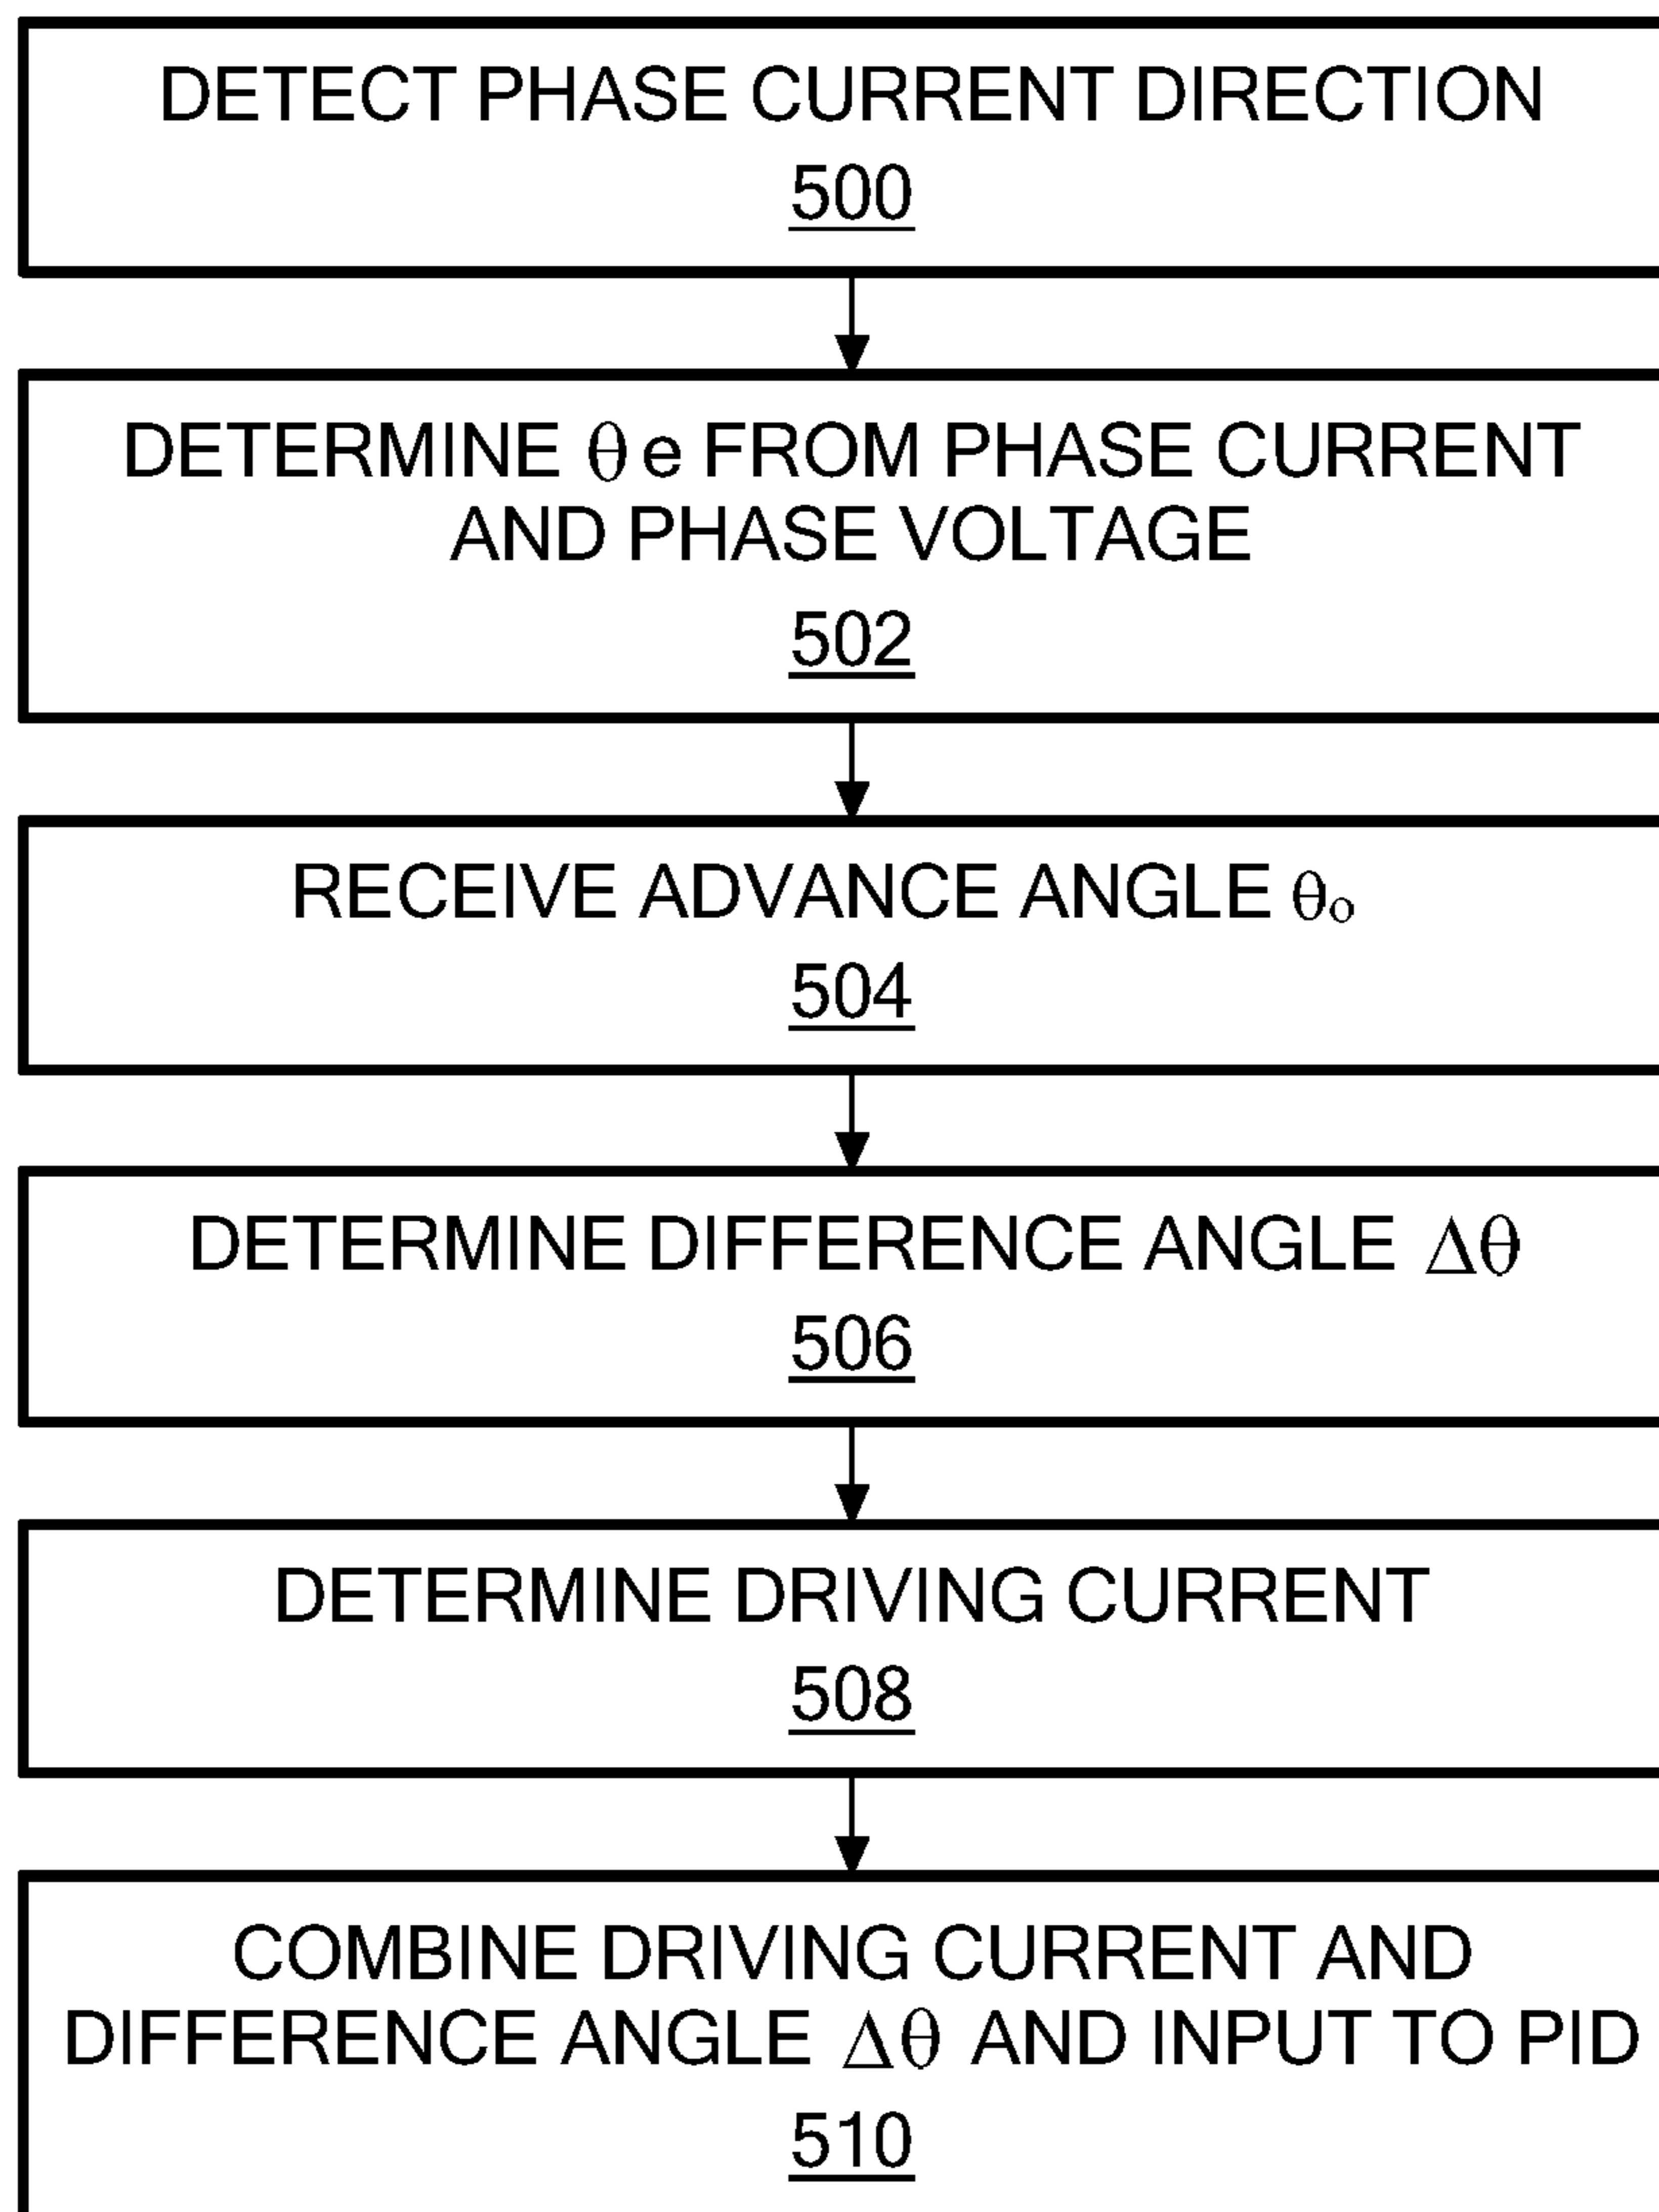 DETECT PHASE CURRENT DIRECTION
500
DETERMINE θe FROM PHASE CURRENT
AND PHASE VOLTAGE
502
RECEIVE ADVANCE ANGLE θ₀
504
DETERMINE DIFFERENCE ANGLE Δθ
506
DETERMINE DRIVING CURRENT
508
COMBINE DRIVING CURRENT AND
DIFFERENCE ANGLE Δθ AND INPUT TO PID
510